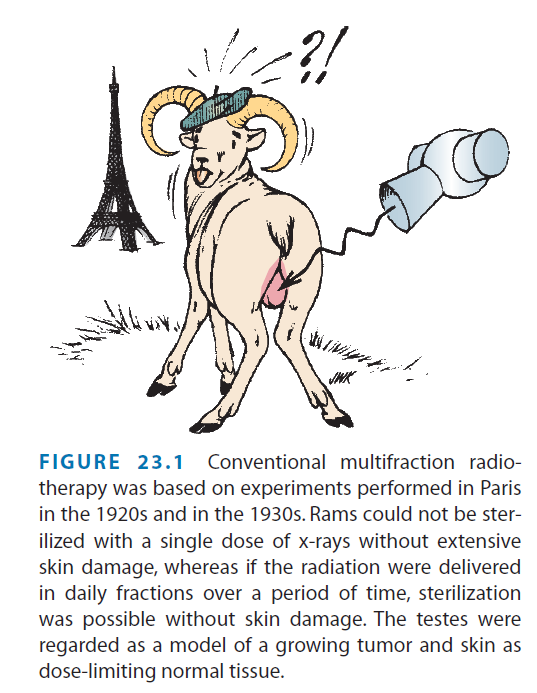 ?!
JWK
FIGURE 23.1 Conventional multifraction radio-
therapy was based on experiments performed in Paris
in the 1920s and in the 1930s. Rams could not be ster-
ilized with a single dose of x-rays without extensive
skin damage, whereas if the radiation were delivered
in daily fractions over a period of time, sterilization
was possible without skin damage. The testes were
regarded as a model of a growing tumor and skin as
dose-limiting normal tissue.